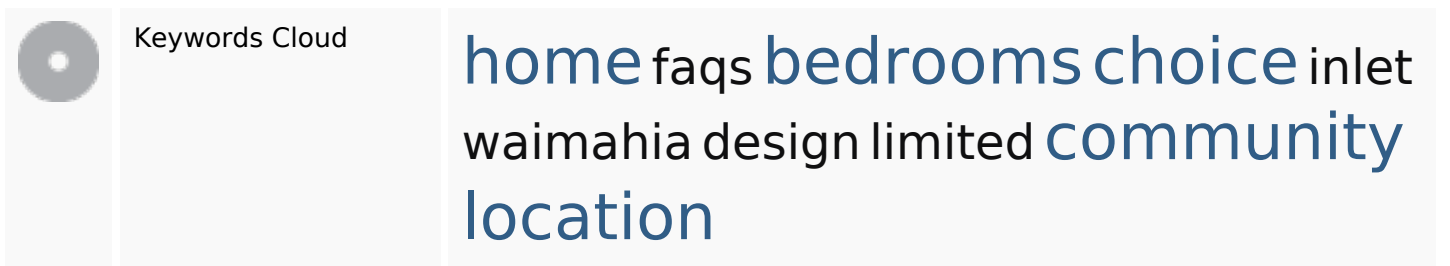 Keywords Cloud
home faqs bedrooms choice inlet
waimahia design limited community
location